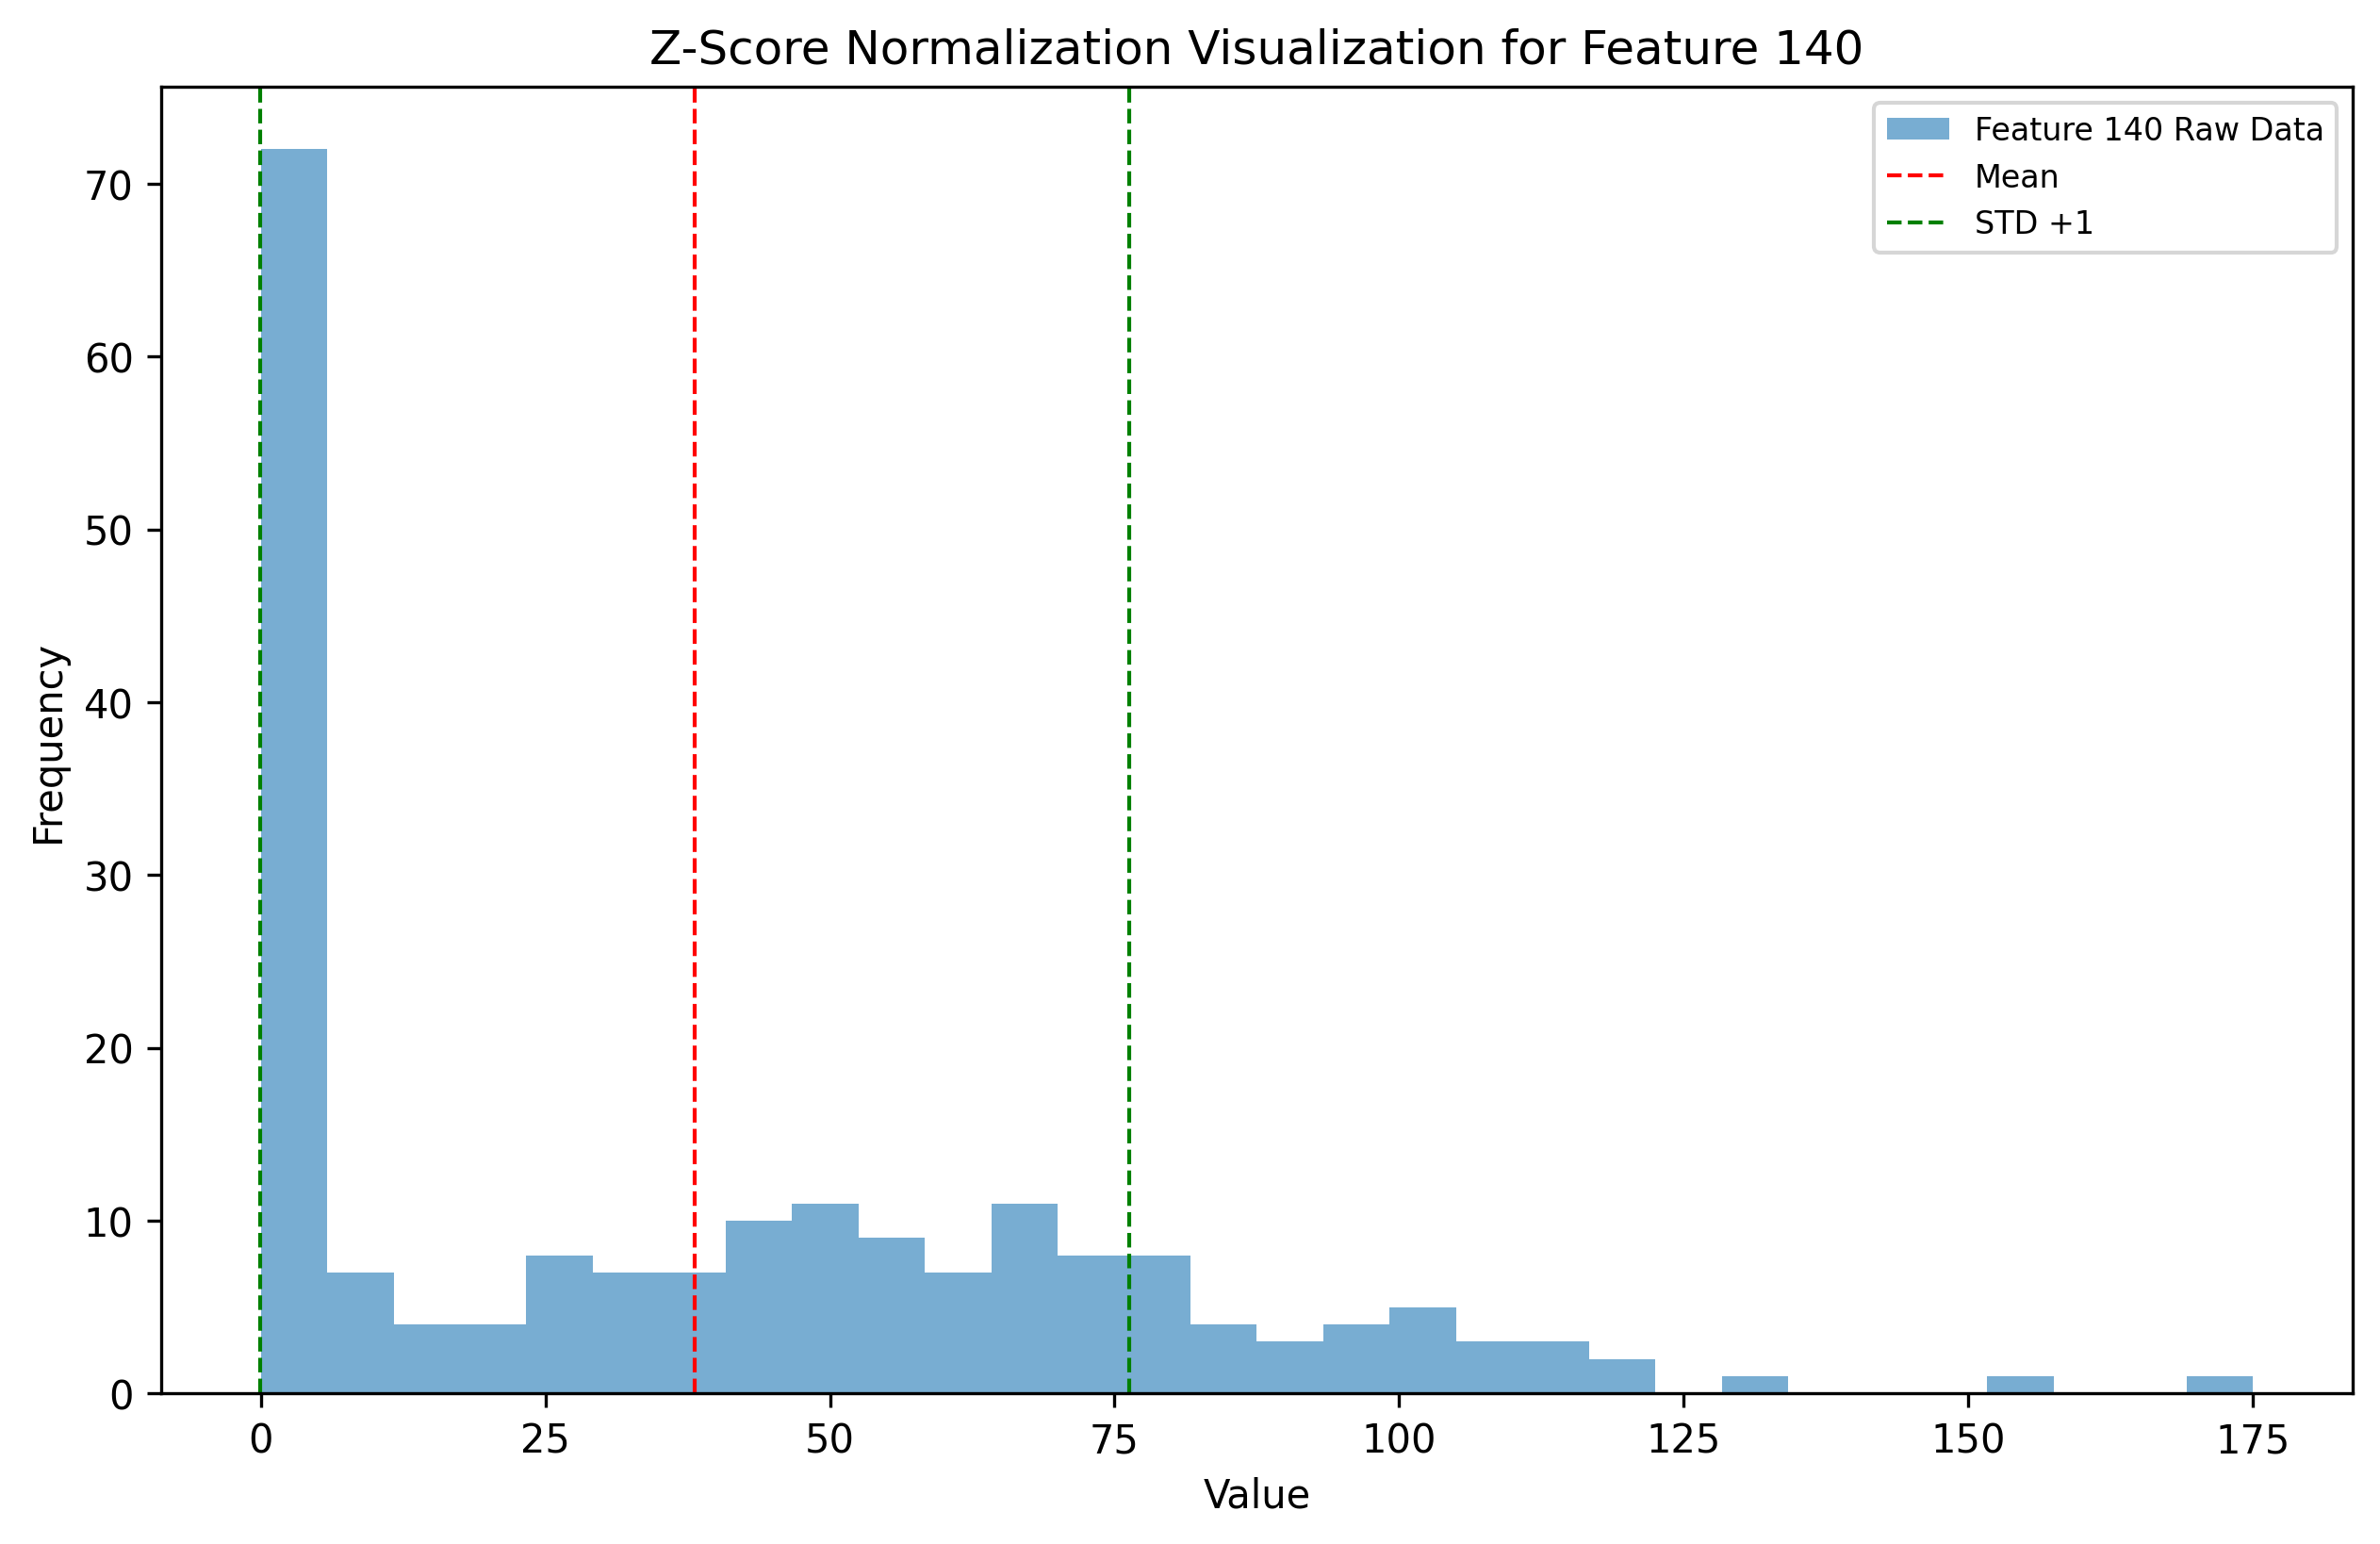 Z-Score Normalization Visualization for Feature 140
Feature 140 Raw Data
Mean
STD +1
Frequency
70
60
50
40
30
20
10
0
0 25 50 75 100 125 150 175
Value